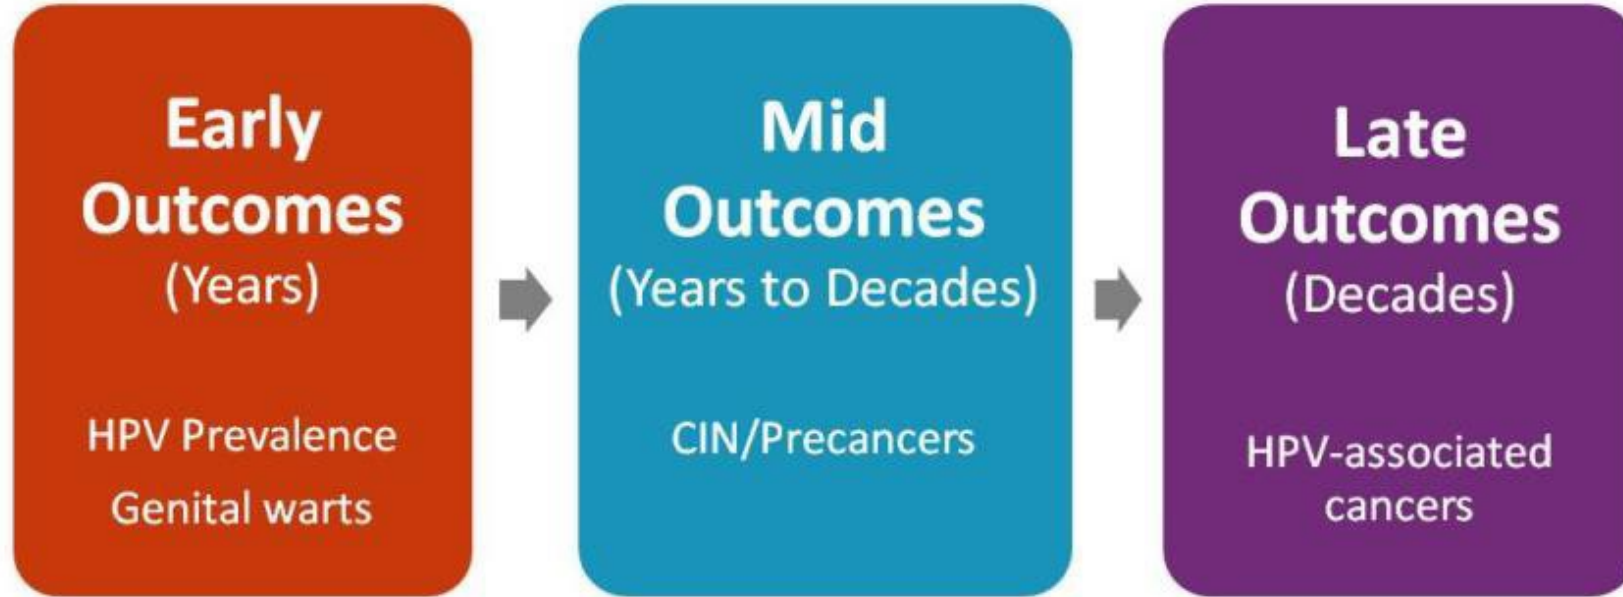 Early
Outcomes
(Years)
HPV Prevalence
Genital warts
Mid
Outcomes
(Years to Decades)
CIN/Precancers
Late
Outcomes
(Decades)
HPV-associated
cancers